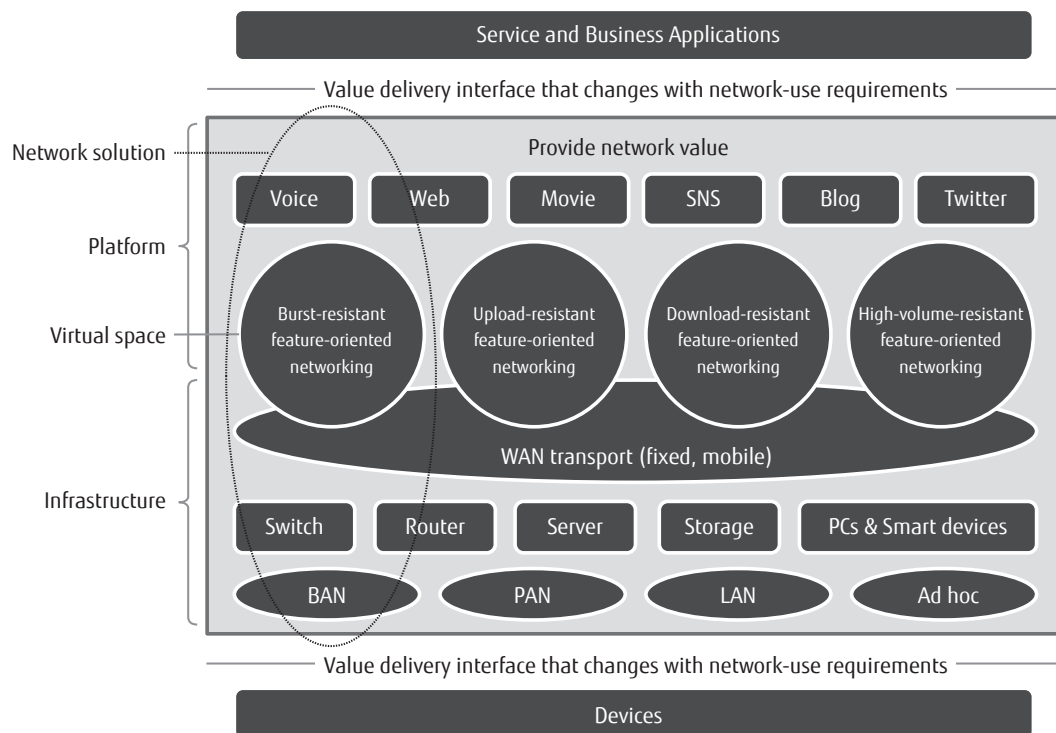 Service and Business Applications
Value delivery interface that changes with network-use requirements
Network solution
Provide network value
Voice
Web
Movie
SNS
Blog
Twitter
Platform
Virtual space
Burst-resistant
feature-oriented
networking
Upload-resistant
feature-oriented
networking
Download-resistant
feature-oriented
networking
High-volume-resistant
feature-oriented
networking
WAN transport (fixed, mobile)
Infrastructure
Switch
Router
Server
Storage
PCs & Smart devices
BAN
PAN
LAN
Ad hoc
Value delivery interface that changes with network-use requirements
Devices